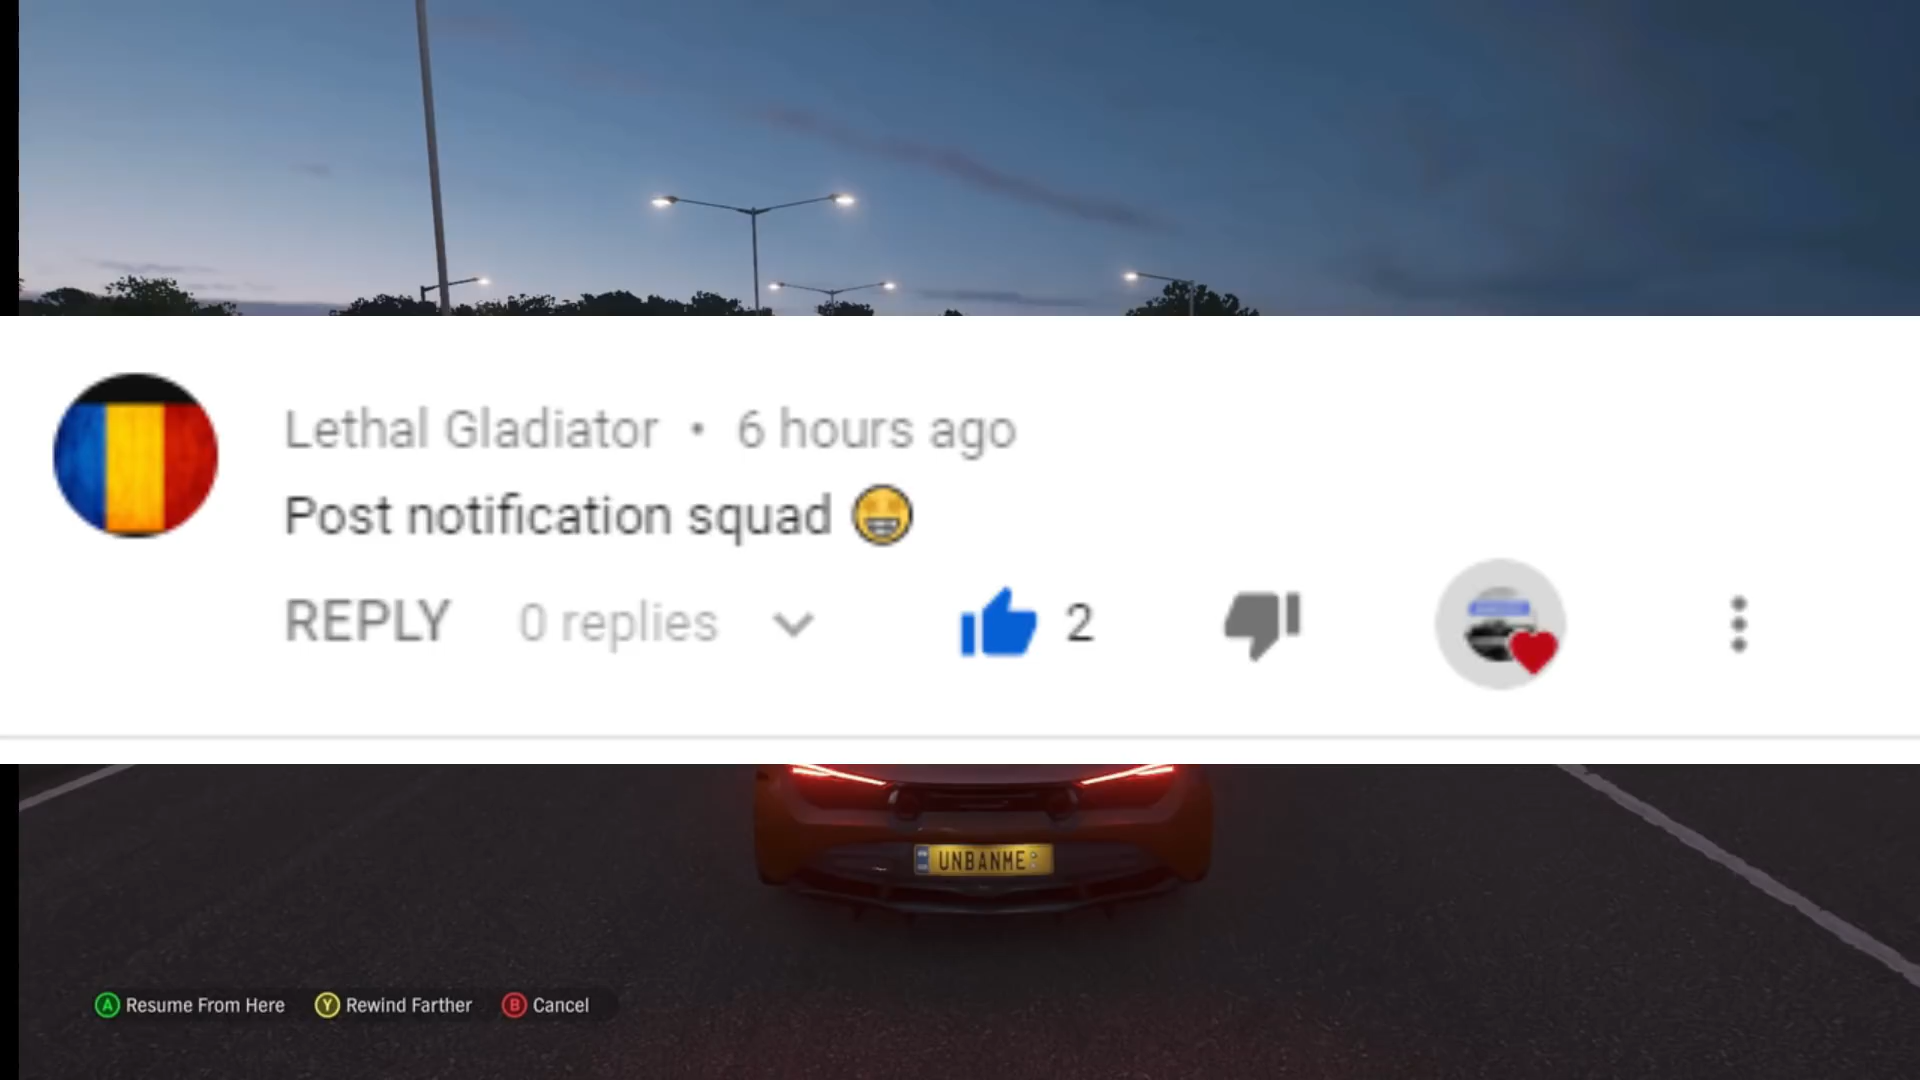 Lethal Gladiator • 6 hours ago
Post notification squad 😁
REPLY 0 replies 2
UNBANME
Resume From Here Rewind Farther Cancel
A Y B